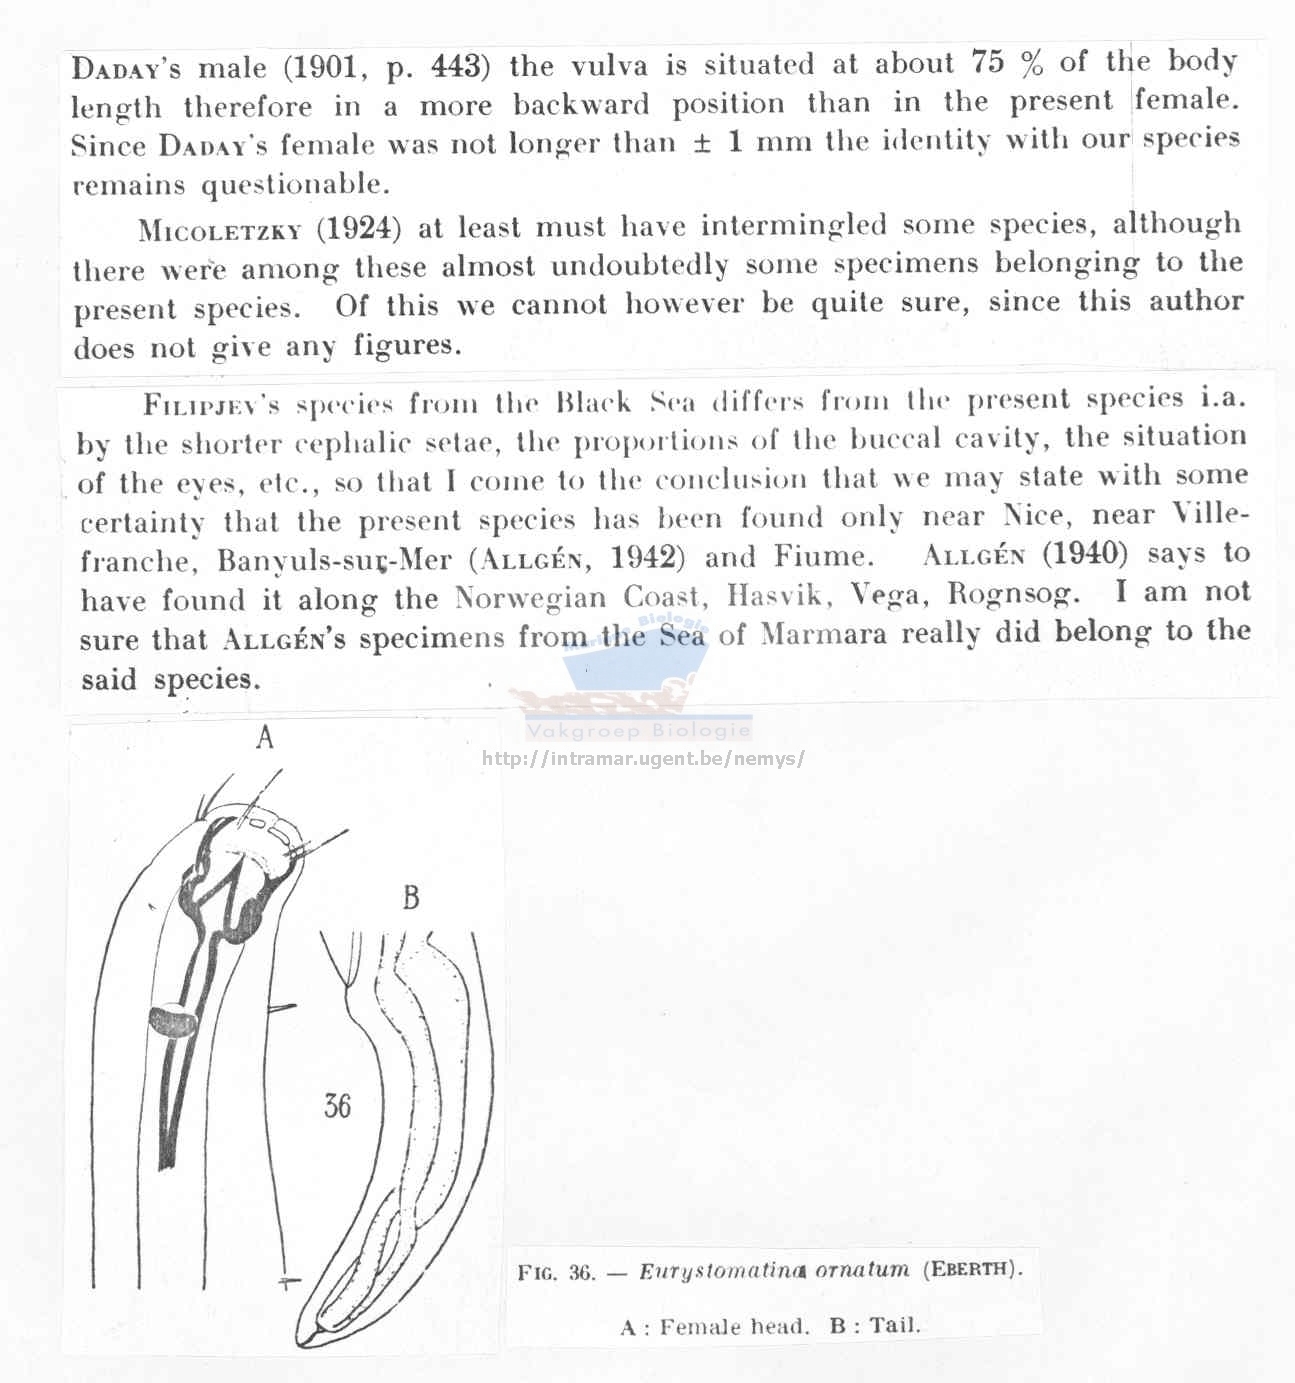 DADAY's male (1901, p. 443) the vulva is situated at about 75 % of the body
length therefore in a more backward position than in the present female.
Since DADAY's female was not longer than ± 1 mm the identity with our species
remains questionable.
MICOLETZKY (1924) at least must have intermingled some species, although
there were among these almost undoubtedly some specimens belonging to the
present species. Of this we cannot however be quite sure, since this author
does not give any figures.
FILIPJEV's species from the Black Sea differs from the present species i.a.
by the shorter cephalic setae, the proportions of the buccal cavity, the situation
of the eyes, etc., so that I come to the conclusion that we may state with some
certainty that the present species has been found only near Nice, near Ville-
franche, Banyuls-sur-Mer (ALLGÉN, 1942) and Fiume. ALLGÉN (1940) says to
have found it along the Norwegian Coast, Hasvik, Vega, Rognsog. I am not
sure that ALLGÉN's specimens from the Sea of Marmara really did belong to the
said species.
Mariene Biologie
Vakgroep Biologie
http://intramar.ugent.be/nemys/
A
B
36
FIG. 36. — Eurystomatina ornatum (EBERTH).
A : Female head. B : Tail.